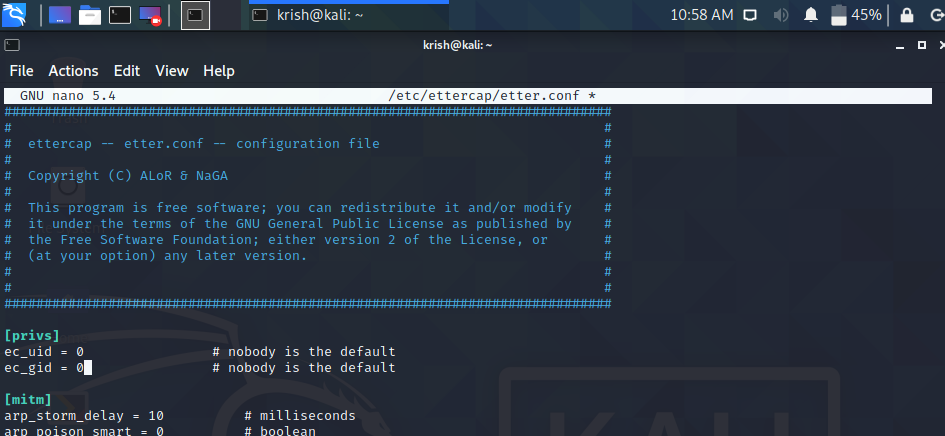 krish@kali: ~
10:58 AM
45%
krish@kali: ~
File Actions Edit View Help
GNU nano 5.4 /etc/ettercap/etter.conf *
############################################################################
# #
# ettercap -- etter.conf -- configuration file #
# #
# Copyright (C) ALoR & NaGA #
# #
# This program is free software; you can redistribute it and/or modify #
# it under the terms of the GNU General Public License as published by #
# the Free Software Foundation; either version 2 of the License, or #
# (at your option) any later version. #
# #
# #
############################################################################
[privs]
ec_uid = 0 # nobody is the default
ec_gid = 0 # nobody is the default
[mitm]
arp_storm_delay = 10 # milliseconds
arp_poison_smart = 0 # boolean
KALI